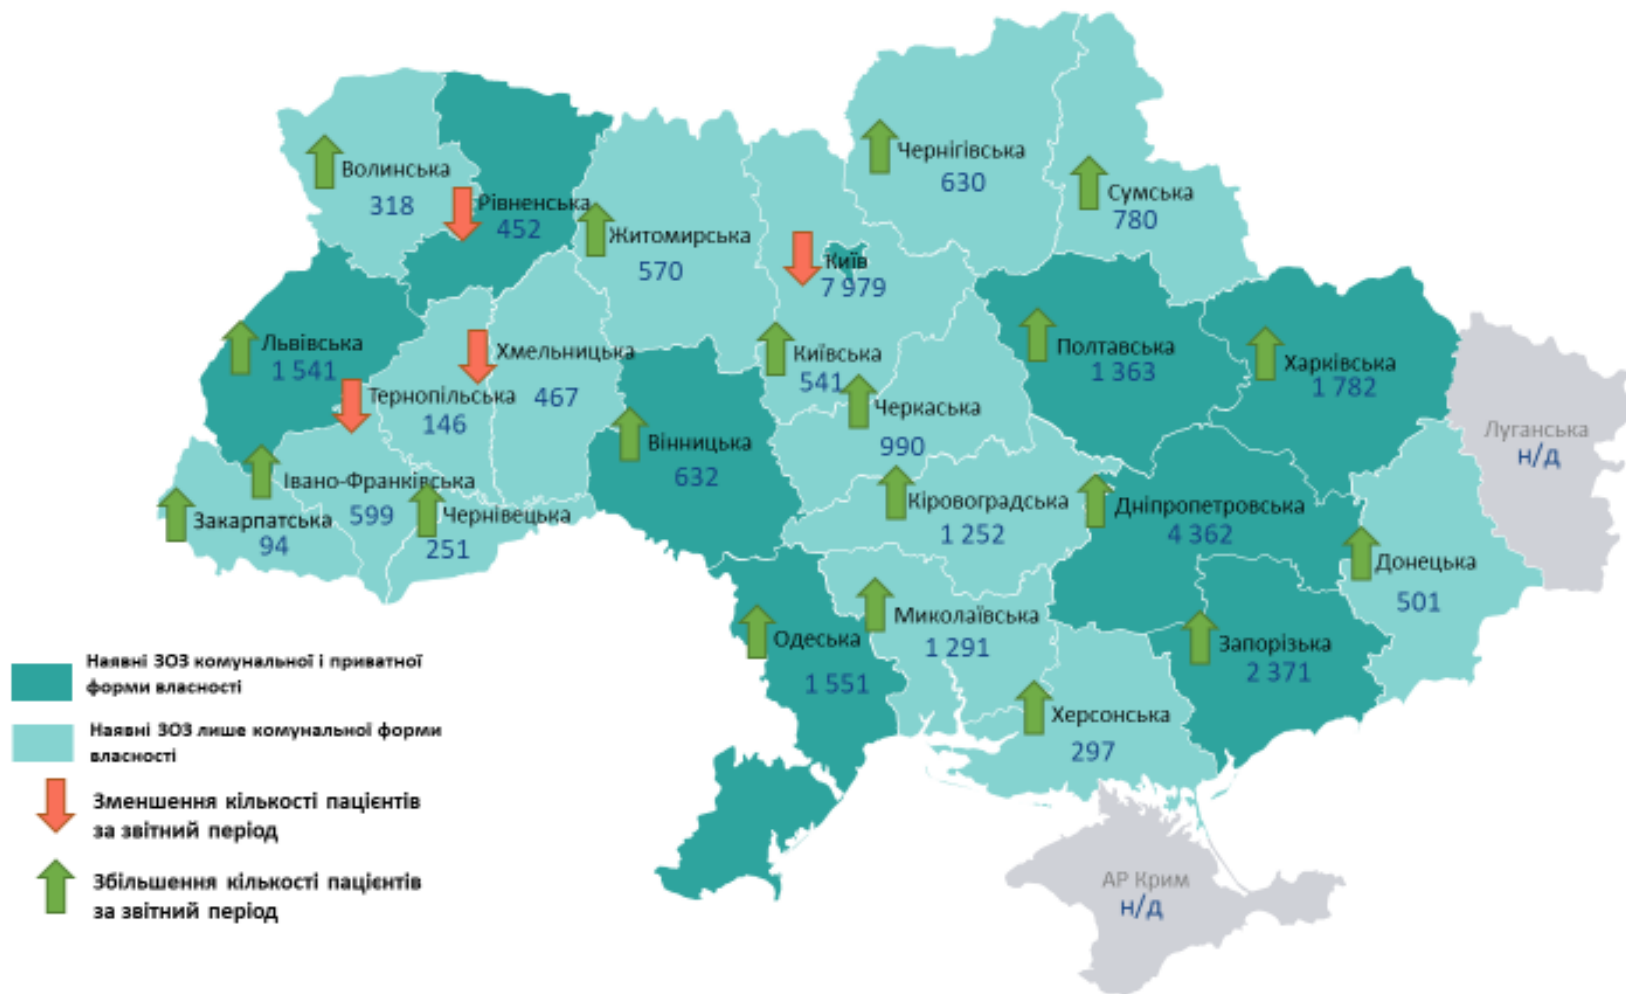 Волинська
318
Рівненська
452
Житомирська
570
Чернігівська
630
Сумська
780
Київ
7 979
Львівська
1 541
Тернопільська
146
Хмельницька
467
Київська
541
Черкаська
990
Полтавська
1 363
Харківська
1 782
Луганська
н/д
Вінницька
632
Івано-Франківська
599
Закарпатська
94
Чернівецька
251
Кіровоградська
1 252
Дніпропетровська
4 362
Донецька
501
Одеська
1 551
Миколаївська
1 291
Запорізька
2 371
Херсонська
297
АР Крим
н/д
Наявні ЗОЗ комунальної і приватної
форми власності
Наявні ЗОЗ лише комунальної форми
власності
Зменшення кількості пацієнтів
за звітний період
Збільшення кількості пацієнтів
за звітний період